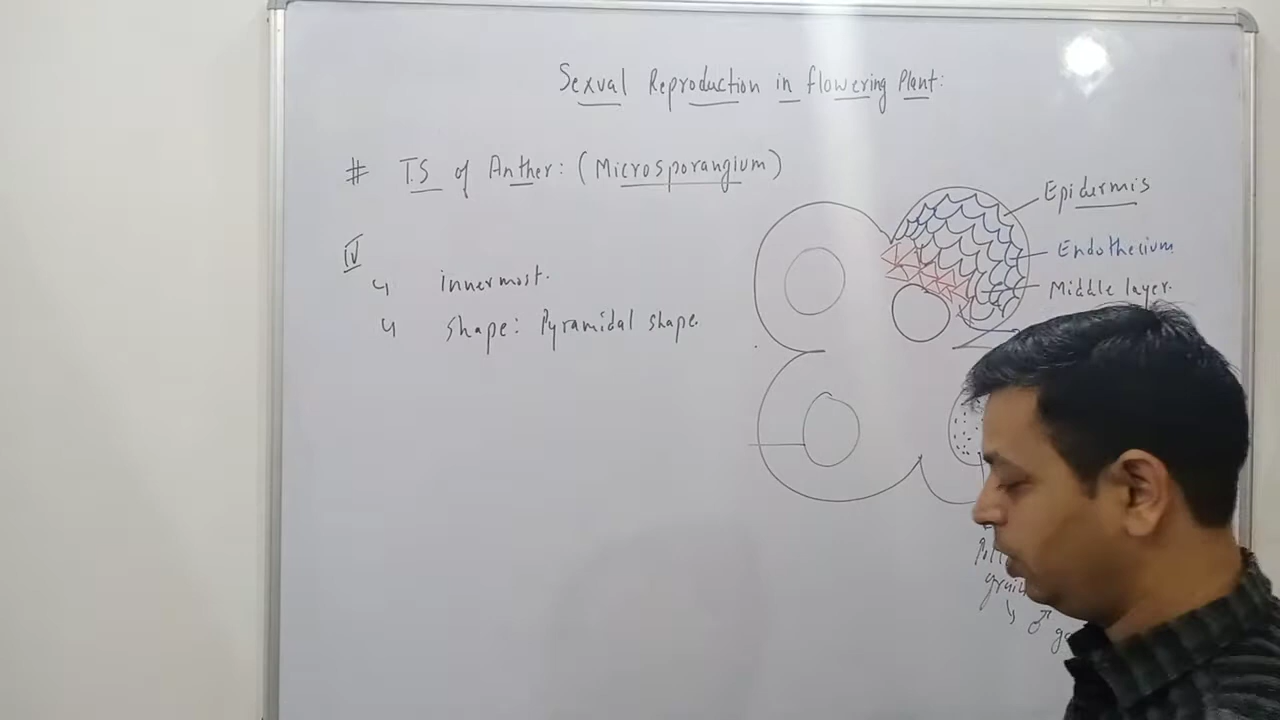 Sexual Reproduction in flowering Plant:
# T.S of Anther: (Microsporangium)
Epidermis
Endothecium
Middle layer.
IV
innermost.
shape: Pyramidal shape.